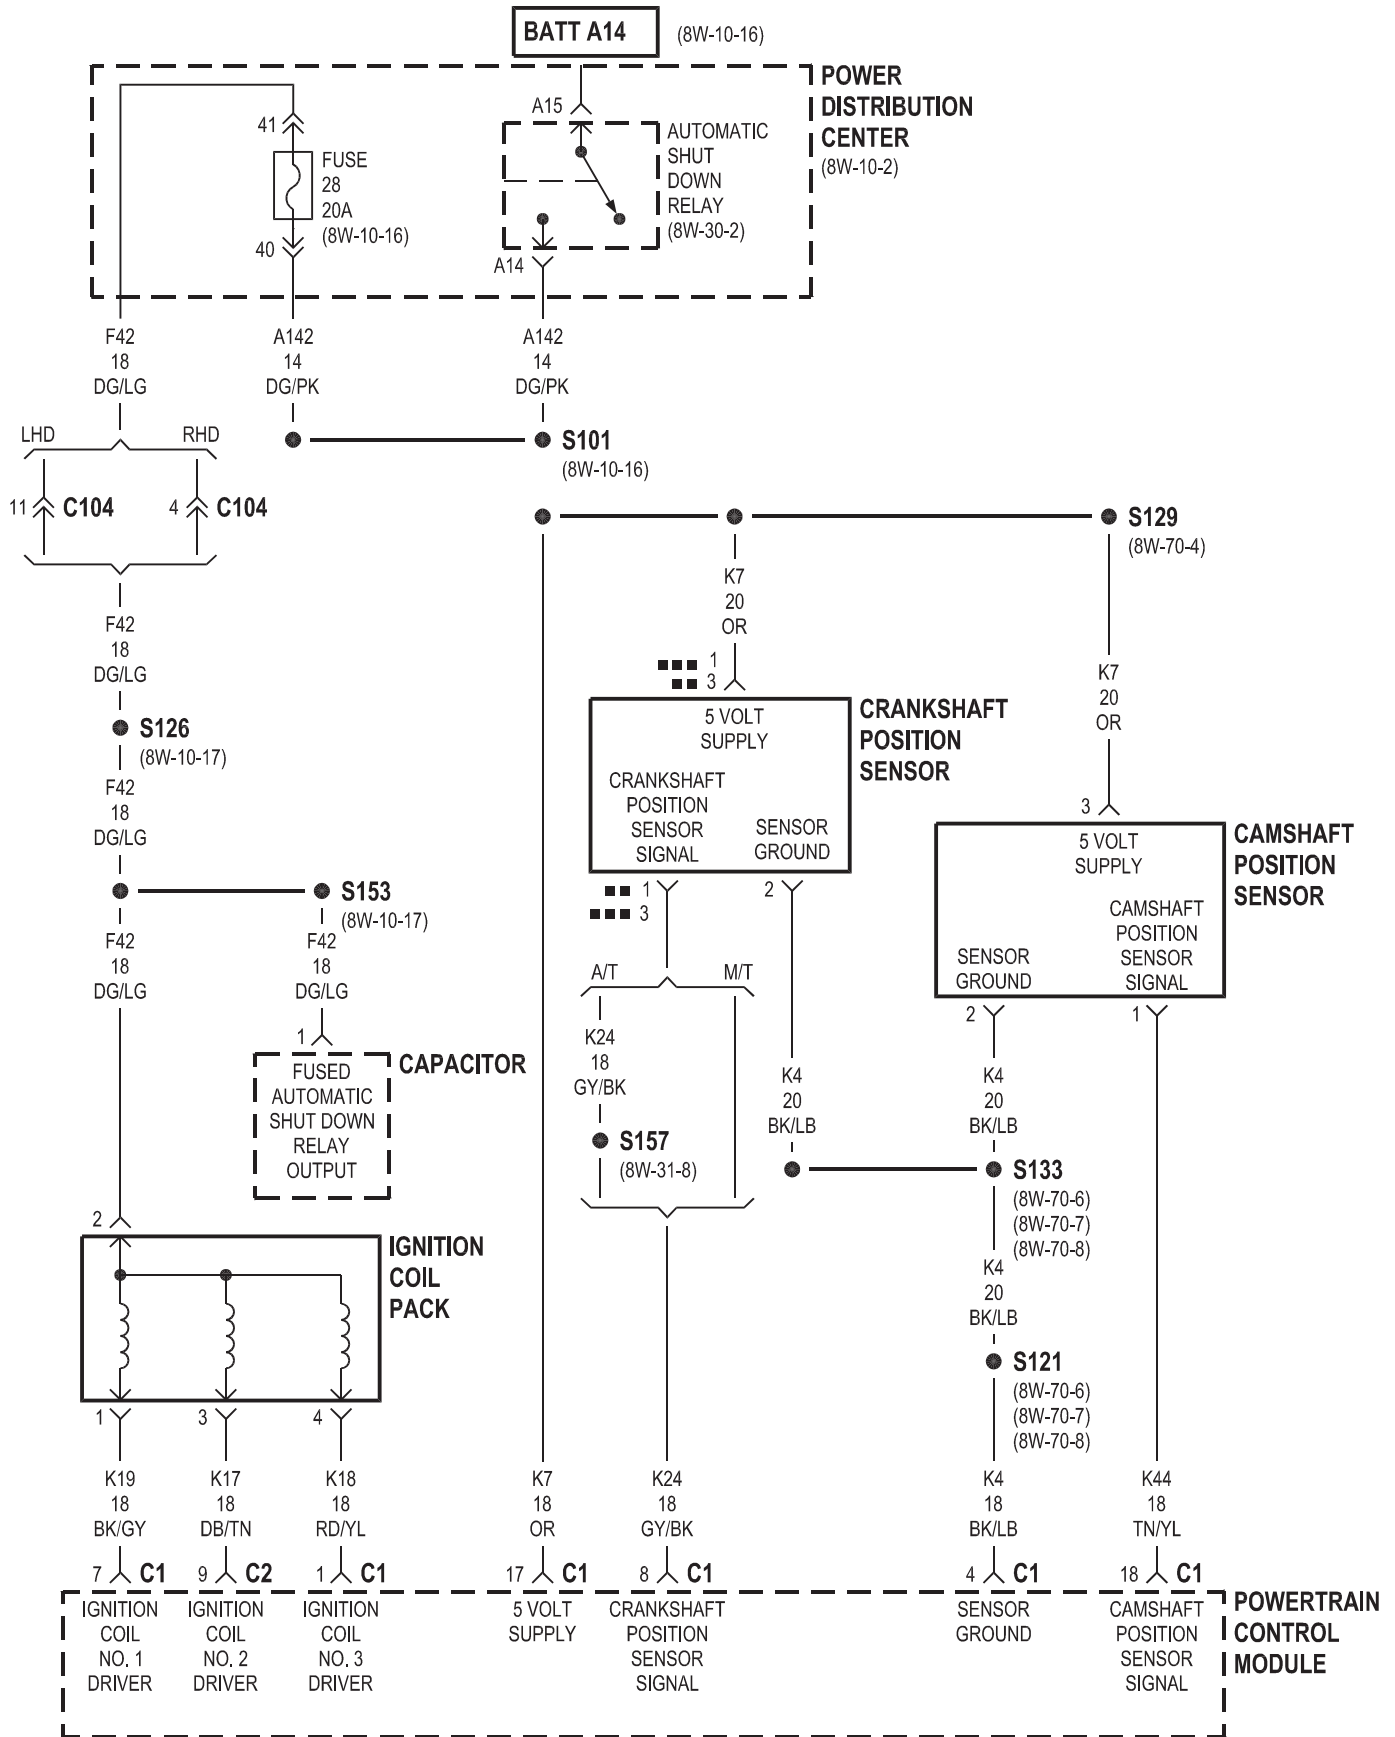 BATT A14
(8W-10-16)
POWER
DISTRIBUTION
CENTER
(8W-10-2)
A15
AUTOMATIC
SHUT
DOWN
RELAY
(8W-30-2)
A14
41
FUSE
28
20A
(8W-10-16)
40
F42
18
DG/LG
A142
14
DG/PK
A142
14
DG/PK
LHD
RHD
S101
(8W-10-16)
11
C104
4
C104
S129
(8W-70-4)
F42
18
DG/LG
K7
20
OR
1
3
K7
20
OR
S126
(8W-10-17)
5 VOLT
SUPPLY
CRANKSHAFT
POSITION
SENSOR
SIGNAL
SENSOR
GROUND
CRANKSHAFT
POSITION
SENSOR
F42
18
DG/LG
3
5 VOLT
SUPPLY
CAMSHAFT
POSITION
SENSOR
SIGNAL
SENSOR
GROUND
CAMSHAFT
POSITION
SENSOR
S153
(8W-10-17)
1
3
2
F42
18
DG/LG
F42
18
DG/LG
A/T
M/T
2
1
1
K24
18
GY/BK
CAPACITOR
FUSED
AUTOMATIC
SHUT DOWN
RELAY
OUTPUT
K4
20
BK/LB
K4
20
BK/LB
S157
(8W-31-8)
S133
(8W-70-6)
(8W-70-7)
(8W-70-8)
2
IGNITION
COIL
PACK
K4
20
BK/LB
S121
(8W-70-6)
(8W-70-7)
(8W-70-8)
1
3
4
K19
18
BK/GY
K17
18
DB/TN
K18
18
RD/YL
K7
18
OR
K24
18
GY/BK
K4
18
BK/LB
K44
18
TN/YL
7
C1
9
C2
1
C1
17
C1
8
C1
4
C1
18
C1
IGNITION
COIL
NO. 1
DRIVER
IGNITION
COIL
NO. 2
DRIVER
IGNITION
COIL
NO. 3
DRIVER
5 VOLT
SUPPLY
CRANKSHAFT
POSITION
SENSOR
SIGNAL
SENSOR
GROUND
CAMSHAFT
POSITION
SENSOR
SIGNAL
POWERTRAIN
CONTROL
MODULE